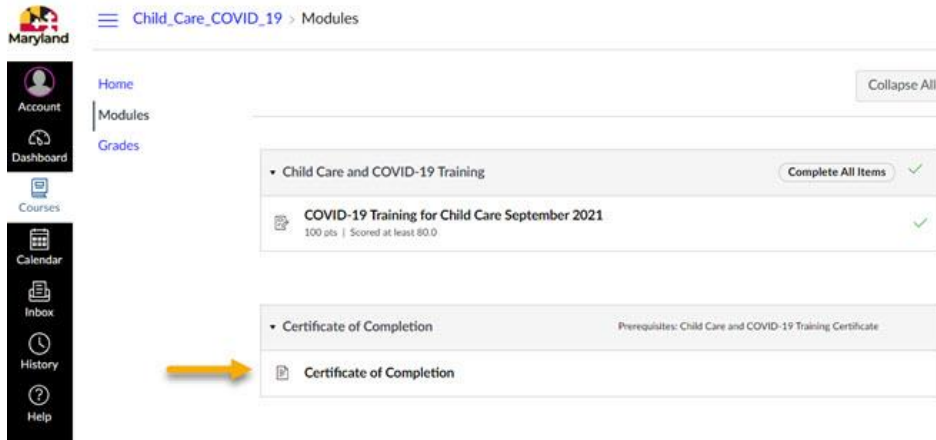 Maryland
Child_Care_COVID_19 > Modules
Account
Dashboard
Courses
Calendar
Inbox
History
Help
Home
Modules
Grades
Collapse All
Child Care and COVID-19 Training
Complete All Items
COVID-19 Training for Child Care September 2021
100 pts | Scored at least 80.0
Certificate of Completion
Prerequisites: Child Care and COVID-19 Training Certificate
Certificate of Completion